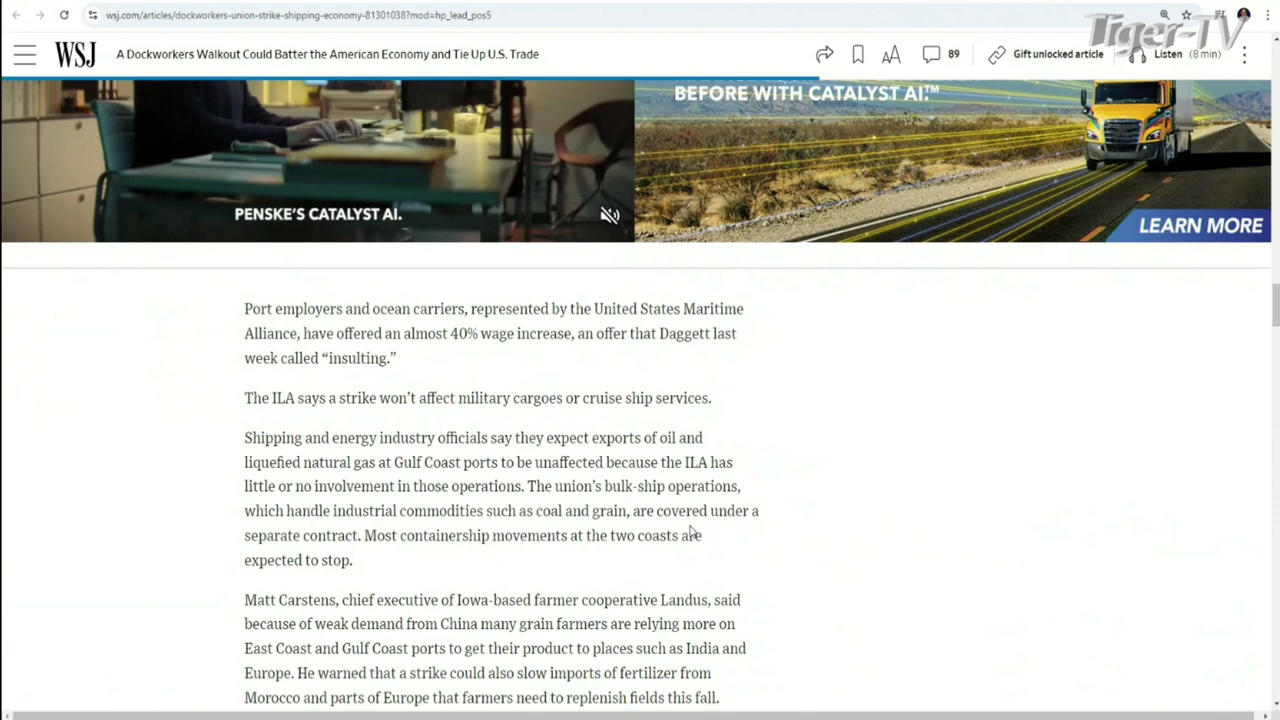 wsj.com/articles/dockworkers-union-strike-shipping-economy-81301038?mod=hp_lead_pos5
Tiger-TV
WSJ
A Dockworkers Walkout Could Batter the American Economy and Tie Up U.S. Trade
AA
89
Gift unlocked article
Listen (8 min)
PENSKE'S CATALYST AI.
BEFORE WITH CATALYST AI.™
LEARN MORE
Port employers and ocean carriers, represented by the United States Maritime
Alliance, have offered an almost 40% wage increase, an offer that Daggett last
week called “insulting.”
The ILA says a strike won’t affect military cargoes or cruise ship services.
Shipping and energy industry officials say they expect exports of oil and
liquefied natural gas at Gulf Coast ports to be unaffected because the ILA has
little or no involvement in those operations. The union’s bulk-ship operations,
which handle industrial commodities such as coal and grain, are covered under a
separate contract. Most containership movements at the two coasts are
expected to stop.
Matt Carstens, chief executive of Iowa-based farmer cooperative Landus, said
because of weak demand from China many grain farmers are relying more on
East Coast and Gulf Coast ports to get their product to places such as India and
Europe. He warned that a strike could also slow imports of fertilizer from
Morocco and parts of Europe that farmers need to replenish fields this fall.